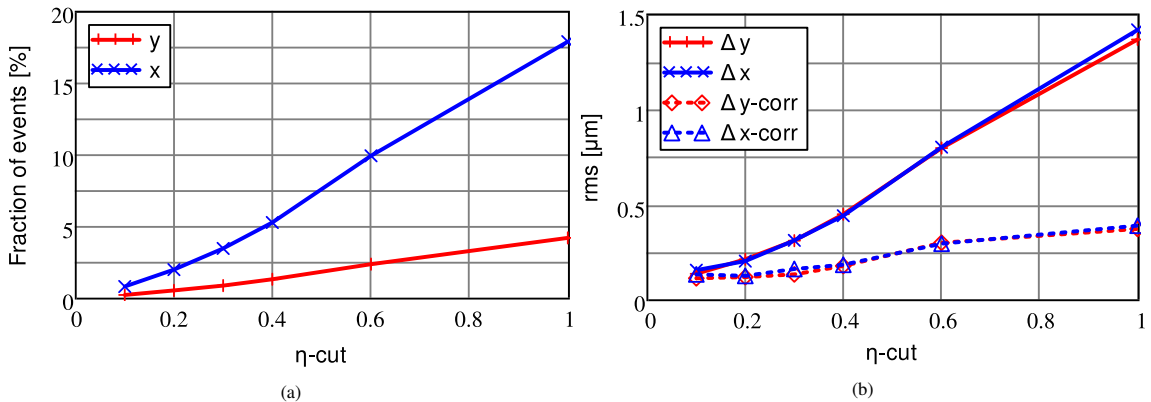 Fraction of events [%]
20
15
10
5
0
y
x
0 0.2 0.4 0.6 0.8 1
η-cut
(a)
rms [µm]
1.5
1
0.5
0
Δ y
Δ x
Δ y-corr
Δ x-corr
0 0.2 0.4 0.6 0.8 1
η-cut
(b)